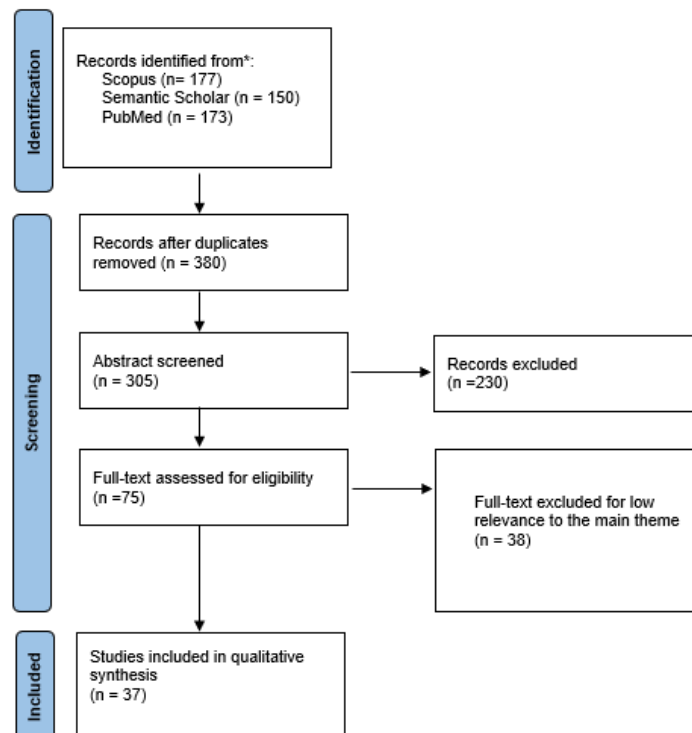 Identification
Records identified from*:
Scopus (n= 177)
Semantic Scholar (n = 150)
PubMed (n = 173)
Screening
Records after duplicates
removed (n = 380)
Abstract screened
(n = 305)
Records excluded
(n =230)
Full-text assessed for eligibility
(n =75)
Full-text excluded for low
relevance to the main theme
(n = 38)
Included
Studies included in qualitative
synthesis
(n = 37)